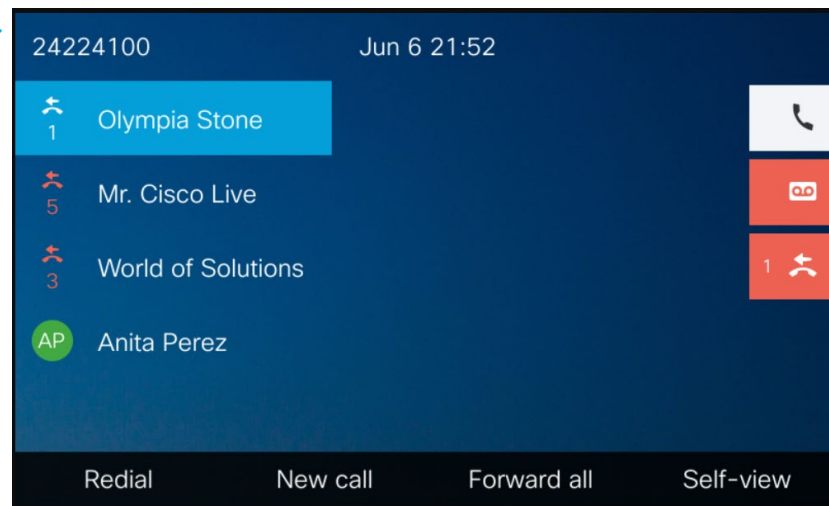 24224100 Jun 6 21:52
1 Olympia Stone
5 Mr. Cisco Live
3 World of Solutions
1
AP Anita Perez
Redial New call Forward all Self-view